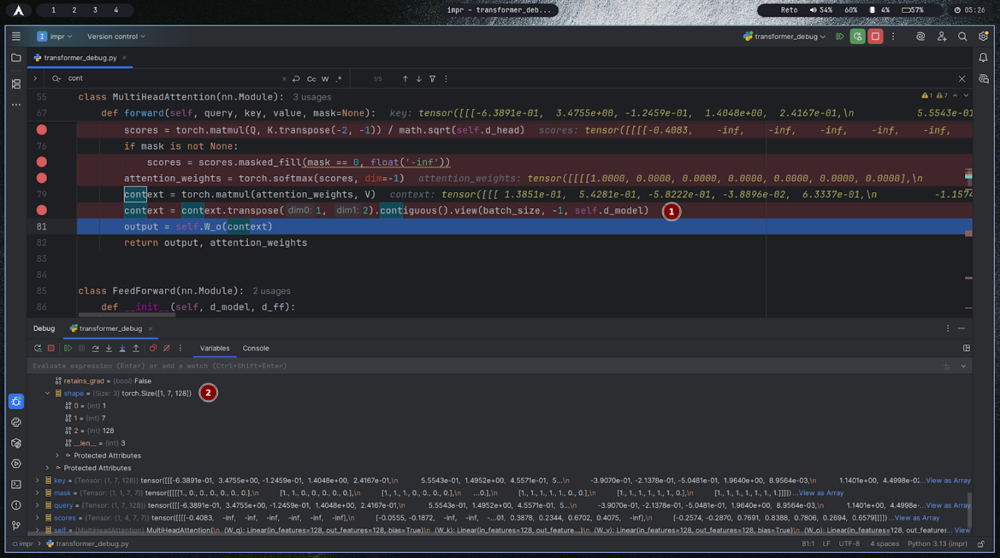 1 2 3 4
impr - transformer_deb...
Reto 54% 60% 4% 57% 05:26
I impr Version control transformer_debug
transformer_debug.py ×
cont × Cc W .* 1/5
55 class MultiHeadAttention(nn.Module): 3 usages 1 7
67 def forward(self, query, key, value, mask=None): key: tensor([[[-6.3891e-01, 3.4755e+00, -1.2459e-01, 1.4048e+00, 2.4167e-01,\n 5.5543e-01
scores = torch.matmul(Q, K.transpose(-2, -1)) / math.sqrt(self.d_head) scores: tensor([[[[-0.4083, -inf, -inf, -inf, -inf, -inf,
76 if mask is not None:
scores = scores.masked_fill(mask == 0, float('-inf'))
attention_weights = torch.softmax(scores, dim=-1) attention_weights: tensor([[[[1.0000, 0.0000, 0.0000, 0.0000, 0.0000, 0.0000, 0.0000],\n
79 context = torch.matmul(attention_weights, V) context: tensor([[[ 1.3851e-01, 5.4281e-01, -5.8222e-01, -3.8896e-02, 6.3337e-01,\n -1.1574
context = context.transpose( dim0: 1, dim1: 2).contiguous().view(batch_size, -1, self.d_model) 1
81 output = self.W_o(context)
82 return output, attention_weights
83
84
85 class FeedForward(nn.Module): 2 usages
86 def __init__(self, d_model, d_ff):
Debug transformer_debug ×
Variables Console
Evaluate expression (Enter) or add a watch (Ctrl+Shift+Enter)
retains_grad = {bool} False
shape = {Size: 3} torch.Size([1, 7, 128]) 2
0 = {int} 1
1 = {int} 7
2 = {int} 128
__len__ = {int} 3
Protected Attributes
Protected Attributes
key = {Tensor: (1, 7, 128)} tensor([[[-6.3891e-01, 3.4755e+00, -1.2459e-01, 1.4048e+00, 2.4167e-01,\n 5.5543e-01, 1.4952e+00, 4.5571e-01, 5...\n -3.9070e-01, -2.1378e-01, -5.0481e-01, 1.9640e+00, 8.9564e-03,\n 1.1401e+00, 4.4998e-02...View as Array
mask = {Tensor: (1, 1, 7, 7)} tensor([[[[1., 0., 0., 0., 0., 0., 0.],\n [1., 1., 0., 0., 0., 0., 0.],\n [1., 1., 1., 0., 0., 0., 0.],\n ...0.],\n [1., 1., 1., 1., 1., 0., 0.],\n [1., 1., 1., 1., 1., 1., 0.],\n [1., 1., 1., 1., 1., 1., 1.]]]]) ...View as Array
query = {Tensor: (1, 7, 128)} tensor([[[-6.3891e-01, 3.4755e+00, -1.2459e-01, 1.4048e+00, 2.4167e-01,\n 5.5543e-01, 1.4952e+00, 4.5571e-01, 5...\n -3.9070e-01, -2.1378e-01, -5.0481e-01, 1.9640e+00, 8.9564e-03,\n 1.1401e+00, 4.4998e-...View as Array
scores = {Tensor: (1, 4, 7, 7)} tensor([[[[-0.4083, -inf, -inf, -inf, -inf, -inf, -inf],\n [-0.0555, -0.1872, -inf, -inf, -...01, 0.3878, 0.2344, 0.6702, 0.4075, -inf],\n [-0.2574, -0.2870, 0.7691, 0.8388, 0.7806, 0.2694, 0.6579]]]]) ...View as Array
self = {MultiHeadAttention} MultiHeadAttention(\n (W_q): Linear(in_features=128, out_features=128, bias=True)\n (W_k): Linear(in_features=128, out_feature...)\n (W_v): Linear(in_features=128, out_features=128, bias=True)\n (W_o): Linear(in_features=128, out_features=... View
impr > transformer_debug.py 81:1 LF UTF-8 4 spaces Python 3.13 (impr)